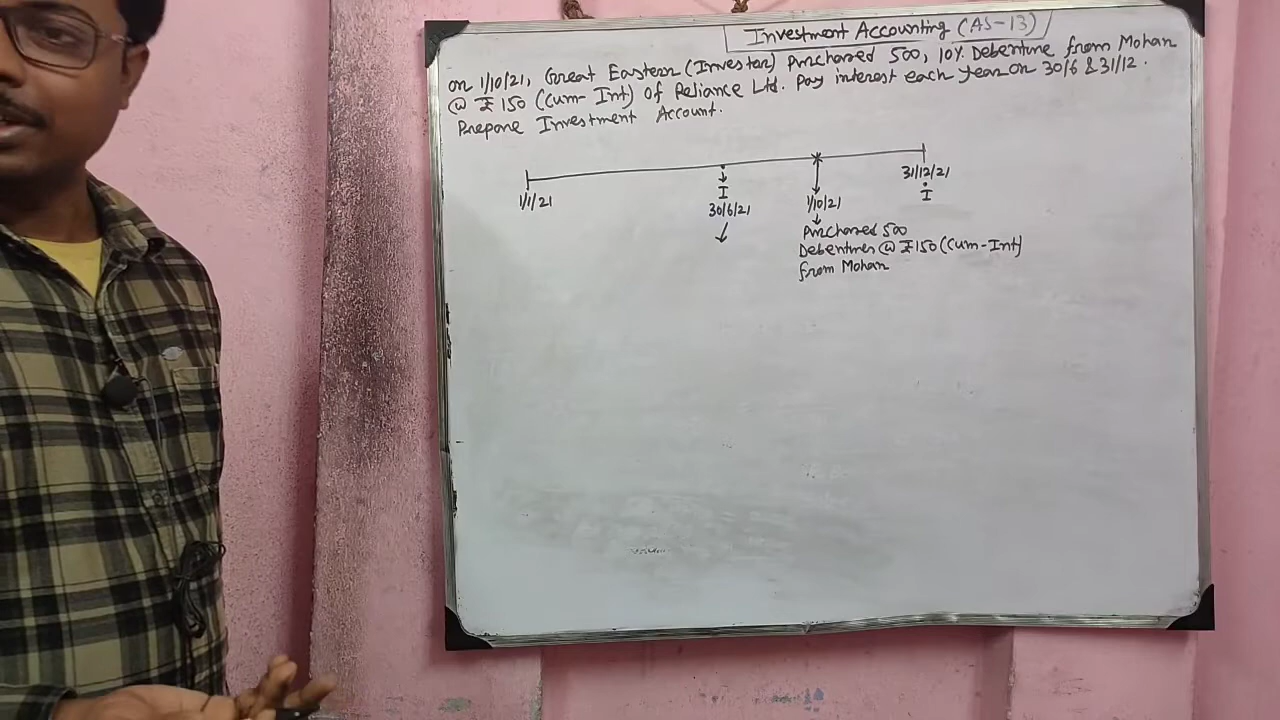 Investment Accounting (AS-13)
on 1/10/21, Great Eastern (Investor) Purchased 500, 10% Debenture from Mohan
@ ₹150 (Cum-Int) of Reliance Ltd. Pay interest each year on 30/6 & 31/12.
Prepare Investment Account.
1/1/21
I
30/6/21
1/10/21
Purchased 500
Debentures @ ₹150 (Cum-Int)
from Mohan
31/12/21
I